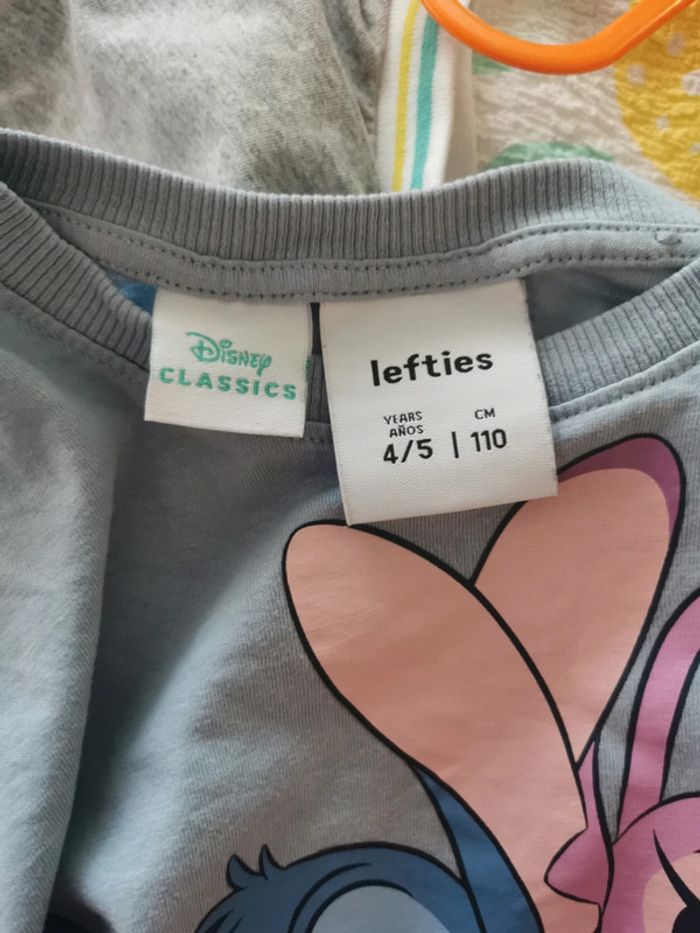 Disney
CLASSICS
lefties
YEARS CM
AÑOS
4/5 | 110